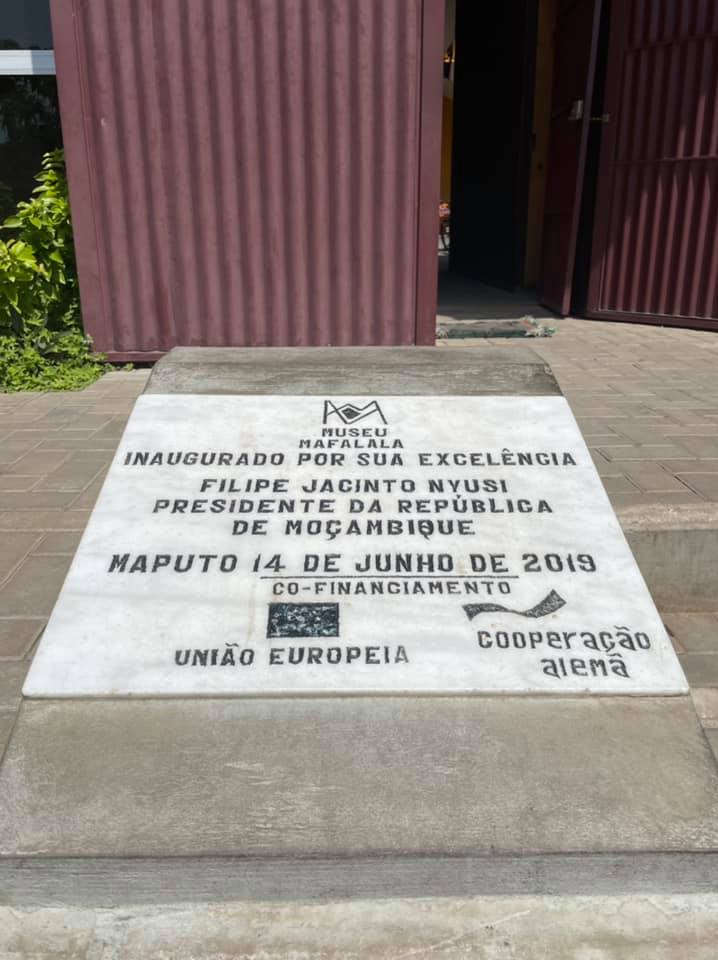 MUSEU
MAFALALA
INAUGURADO POR SUA EXCELÊNCIA
FILIPE JACINTO NYUSI
PRESIDENTE DA REPÚBLICA
DE MOÇAMBIQUE
MAPUTO 14 DE JUNHO DE 2019
CO-FINANCIAMENTO
UNIÃO EUROPEIA
cooperação
alemã